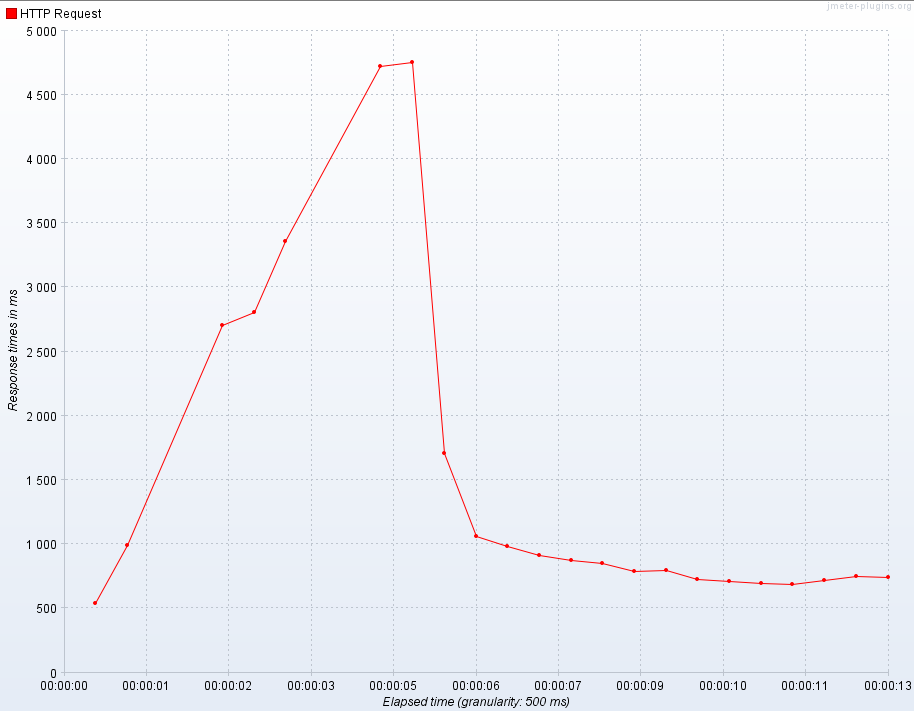 HTTP Request
jmeter-plugins.org
5 000
4 500
4 000
3 500
3 000
2 500
2 000
1 500
1 000
500
0
Response times in ms
00:00:00 00:00:01 00:00:02 00:00:03 00:00:05 00:00:06 00:00:07 00:00:09 00:00:10 00:00:11 00:00:13
Elapsed time (granularity: 500 ms)